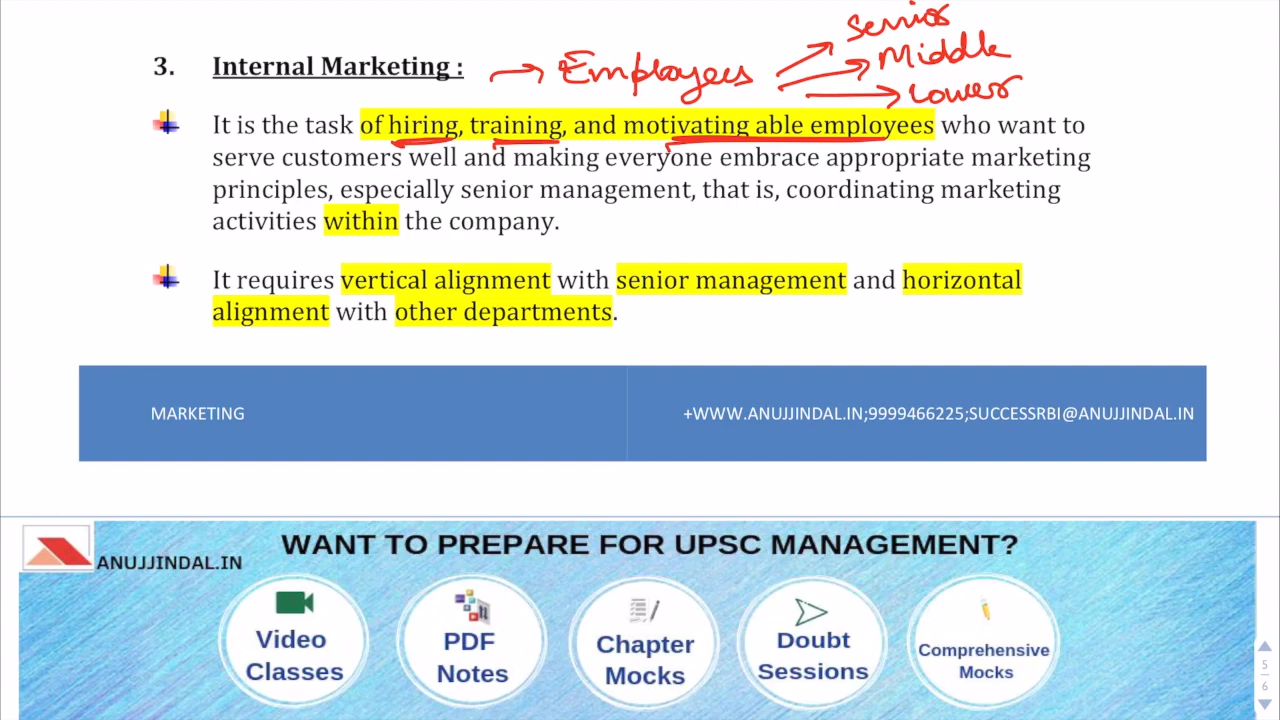 Senior
3. Internal Marketing : → Employees → Middle
→ Lower
It is the task of hiring, training, and motivating able employees who want to
serve customers well and making everyone embrace appropriate marketing
principles, especially senior management, that is, coordinating marketing
activities within the company.
It requires vertical alignment with senior management and horizontal
alignment with other departments.
MARKETING +WWW.ANUJJINDAL.IN;9999466225;SUCCESSRBI@ANUJJINDAL.IN
WANT TO PREPARE FOR UPSC MANAGEMENT?
ANUJJINDAL.IN
Video
Classes
PDF
Notes
Chapter
Mocks
Doubt
Sessions
Comprehensive
Mocks
5
6